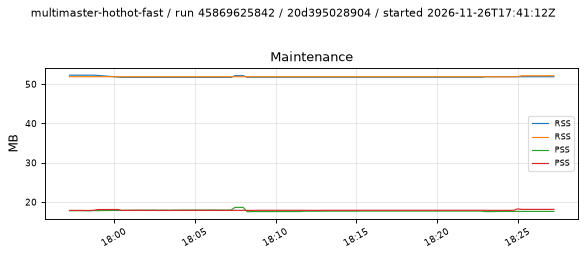 multimaster-hothot-fast / run 45869625842 / 20d395028904 / started 2026-11-26T17:41:12Z
Maintenance
MB
50
40
30
20
RSS
RSS
PSS
PSS
18:00
18:05
18:10
18:15
18:20
18:25